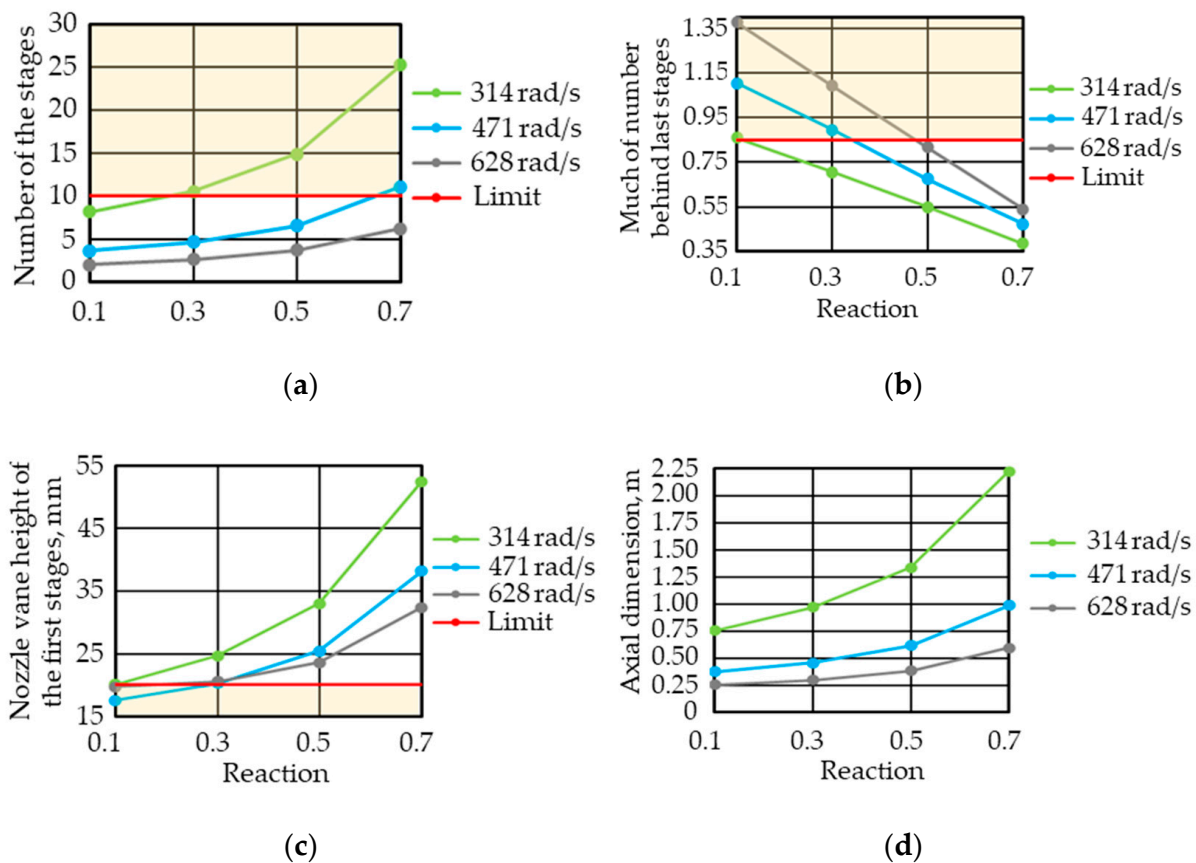 Number of the stages
30
25
20
15
10
5
0
0.1 0.3 0.5 0.7
314 rad/s
471 rad/s
628 rad/s
Limit
(a)
Much of number
behind last stages
1.35
1.15
0.95
0.75
0.55
0.35
0.1 0.3 0.5 0.7
Reaction
314 rad/s
471 rad/s
628 rad/s
Limit
(b)
Nozzle vane height of
the first stages, mm
55
45
35
25
15
0.1 0.3 0.5 0.7
Reaction
314 rad/s
471 rad/s
628 rad/s
Limit
(c)
Axial dimension, m
2.25
2.00
1.75
1.50
1.25
1.00
0.75
0.50
0.25
0
0.1 0.3 0.5 0.7
Reaction
314 rad/s
471 rad/s
628 rad/s
(d)